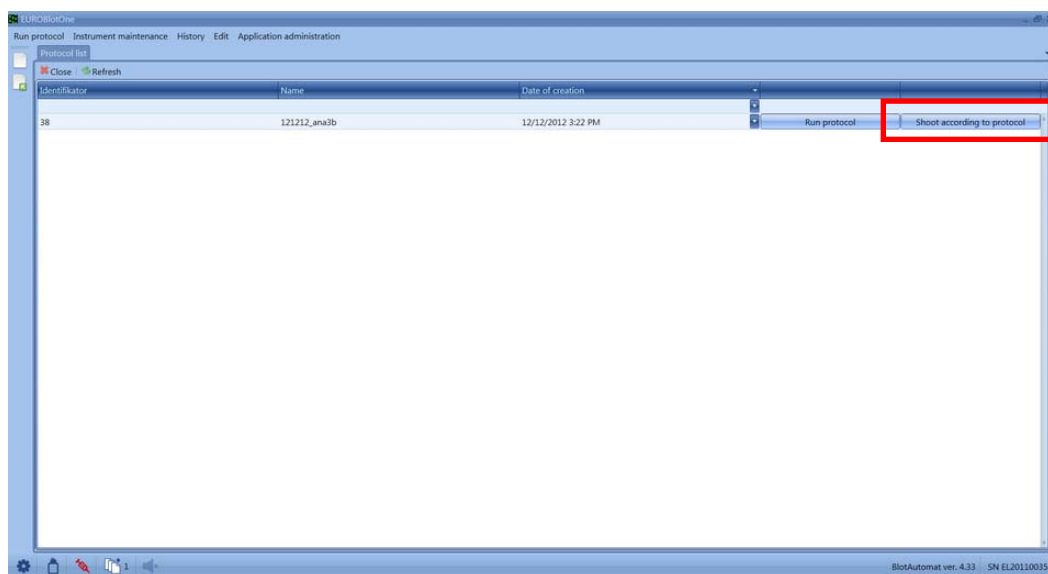 EUROBlotOne
Run protocol Instrument maintenance History Edit Application administration
Protocol list
Close Refresh
Identifikator Name Date of creation
38 121212_ana3b 12/12/2012 3:22 PM Run protocol Shoot according to protocol
1
BlotAutomat ver. 4.33 SN EL20110035